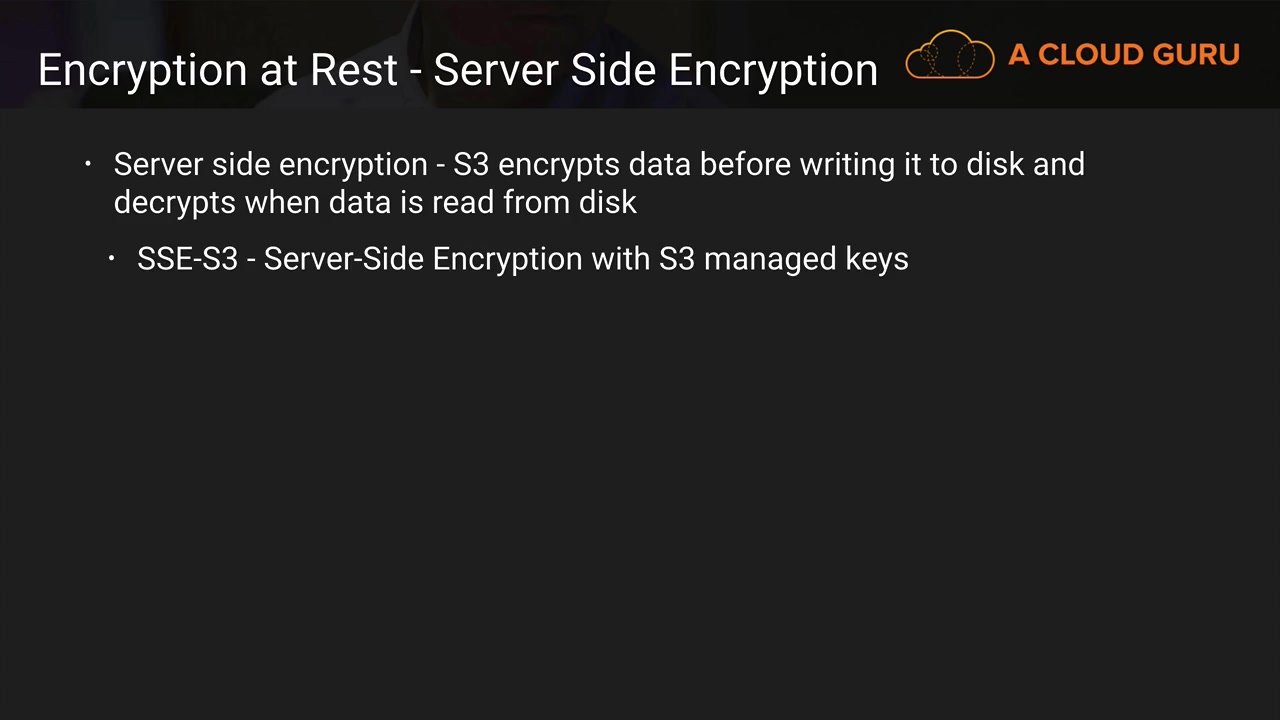 Encryption at Rest - Server Side Encryption
A CLOUD GURU
· Server side encryption - S3 encrypts data before writing it to disk and
decrypts when data is read from disk
· SSE-S3 - Server-Side Encryption with S3 managed keys